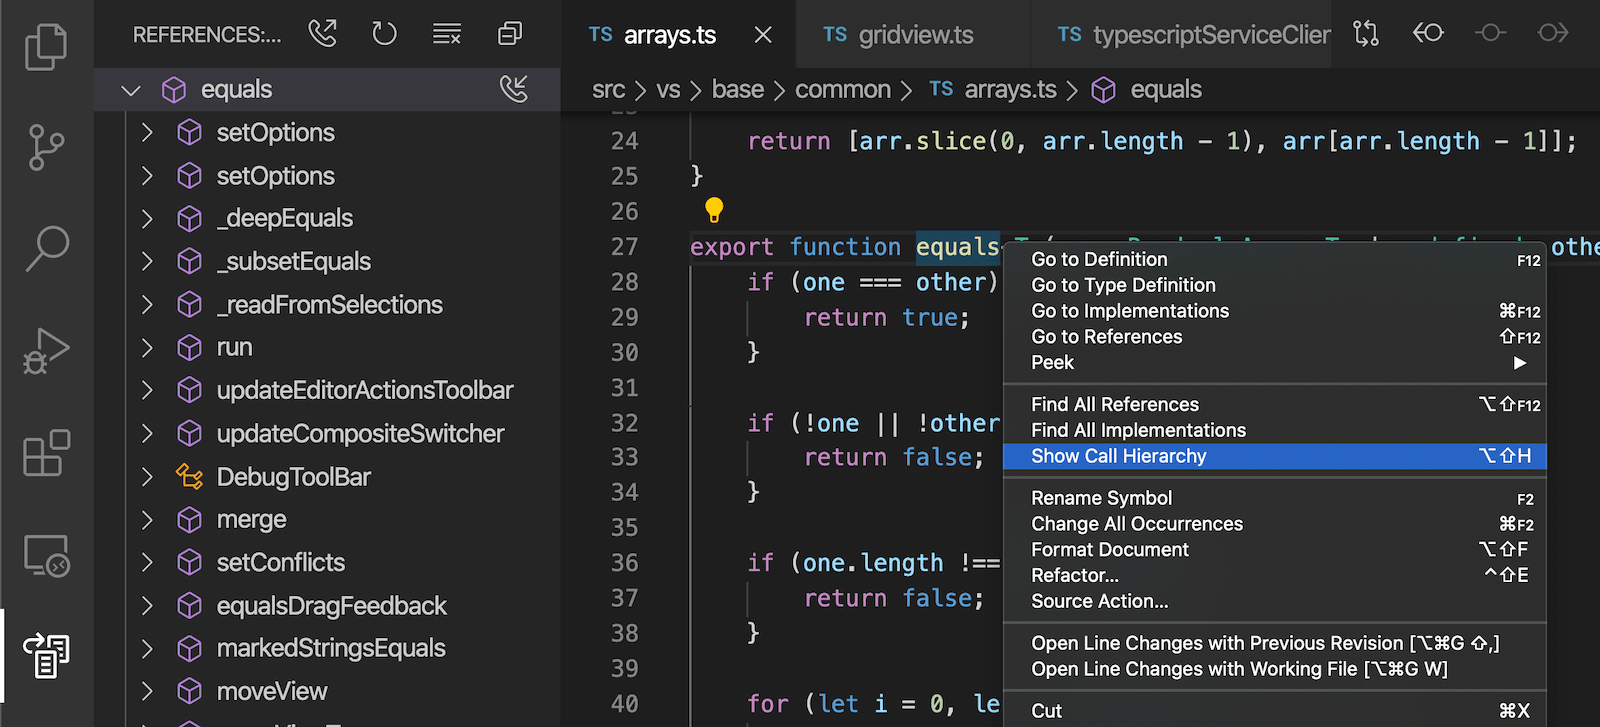 REFERENCES:...
equals
setOptions
setOptions
_deepEquals
_subsetEquals
_readFromSelections
run
updateEditorActionsToolbar
updateCompositeSwitcher
DebugToolBar
merge
setConflicts
equalsDragFeedback
markedStringsEquals
moveView
TS arrays.ts
TS gridview.ts
TS typescriptServiceClien
src > vs > base > common > TS arrays.ts > equals
24 return [arr.slice(0, arr.length - 1), arr[arr.length - 1]];
25 }
26
27 export function equals othe
28 if (one === other)
29 return true;
30 }
31
32 if (!one || !other
33 return false;
34 }
35
36 if (one.length !==
37 return false;
38 }
39
40 for (let i = 0, le
Go to Definition F12
Go to Type Definition
Go to Implementations ⌘F12
Go to References ⇧F12
Peek ▶
Find All References ⌥⇧F12
Find All Implementations
Show Call Hierarchy ⌥⇧H
Rename Symbol F2
Change All Occurrences ⌘F2
Format Document ⌥⇧F
Refactor... ^⇧E
Source Action...
Open Line Changes with Previous Revision [⌥⌘G ⇧,]
Open Line Changes with Working File [⌥⌘G W]
Cut ⌘X